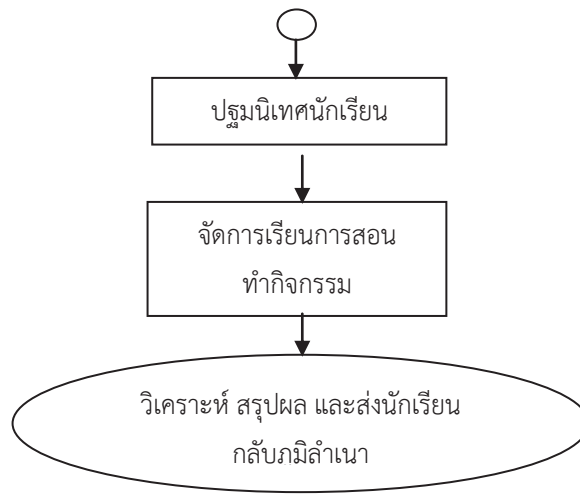 ปฐมนิเทศนักเรียน
จัดการเรียนการสอน
ทำกิจกรรม
วิเคราะห์ สรุปผล และส่งนักเรียน
กลับภูมิลำเนา